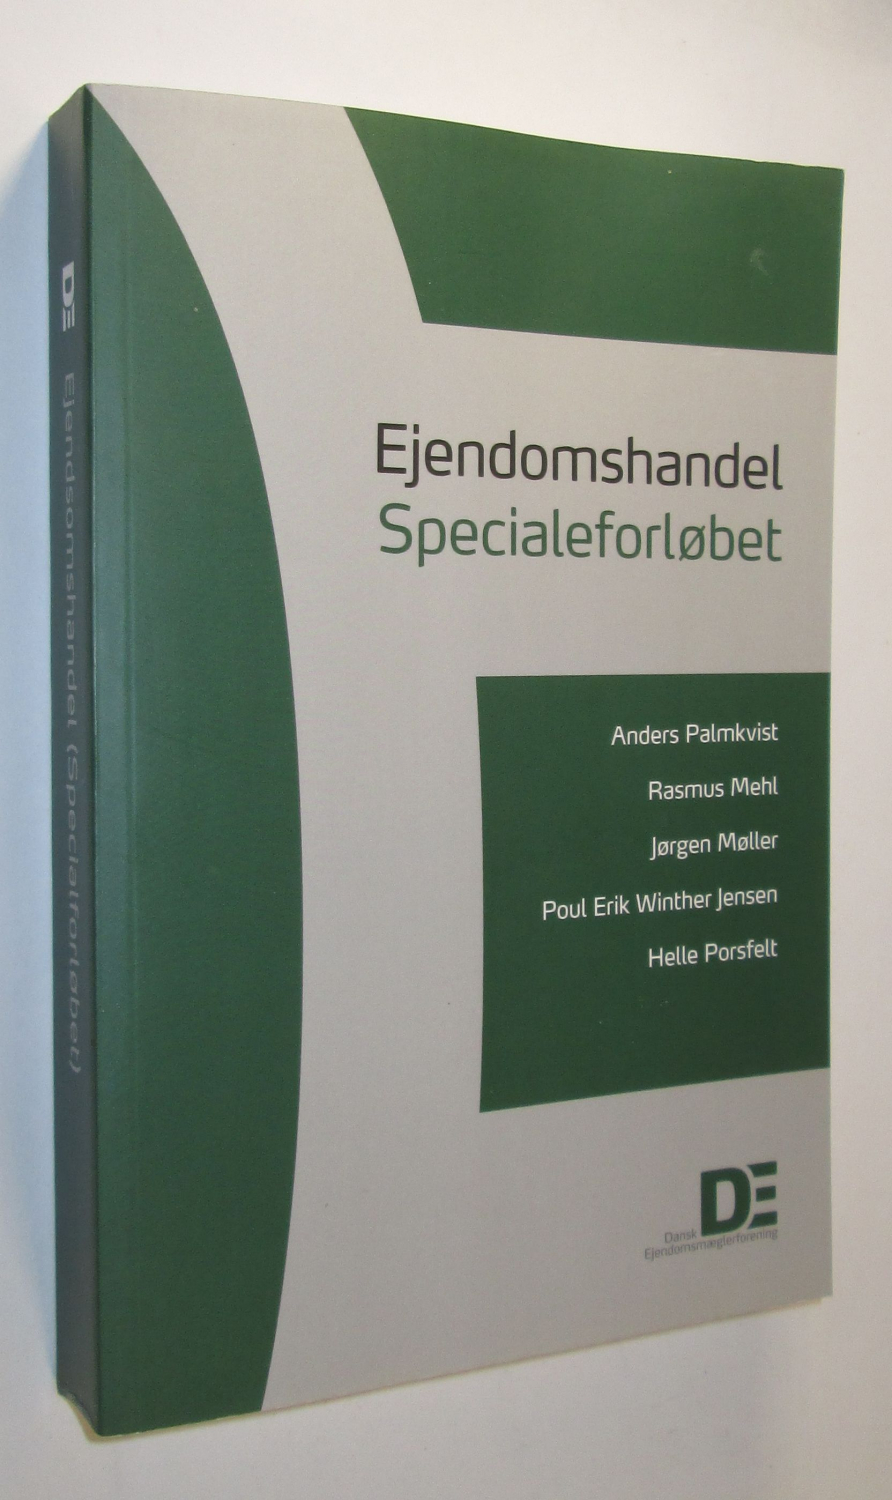 Ejendomshandel
Specialeforløbet
Anders Palmkvist
Rasmus Mehl
Jørgen Møller
Poul Erik Winther Jensen
Helle Porsfelt
DE
Dansk
Ejendomsmæglerforening
DE Ejendsomshandel (Specialforløbet)